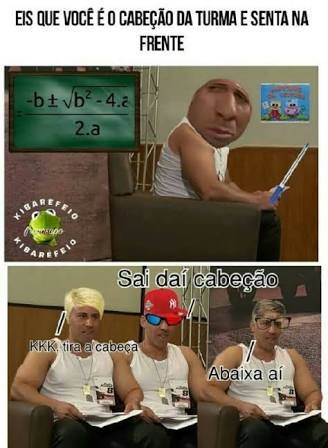 EIS QUE VOCÊ É O CABEÇÃO DA TURMA E SENTA NA
FRENTE
-b ± √b² - 4.a
=
2.a
KIBAREFEIO
KIBAREFEIO
Sai daí cabeção
KKK, tira a cabeça
Abaixa aí